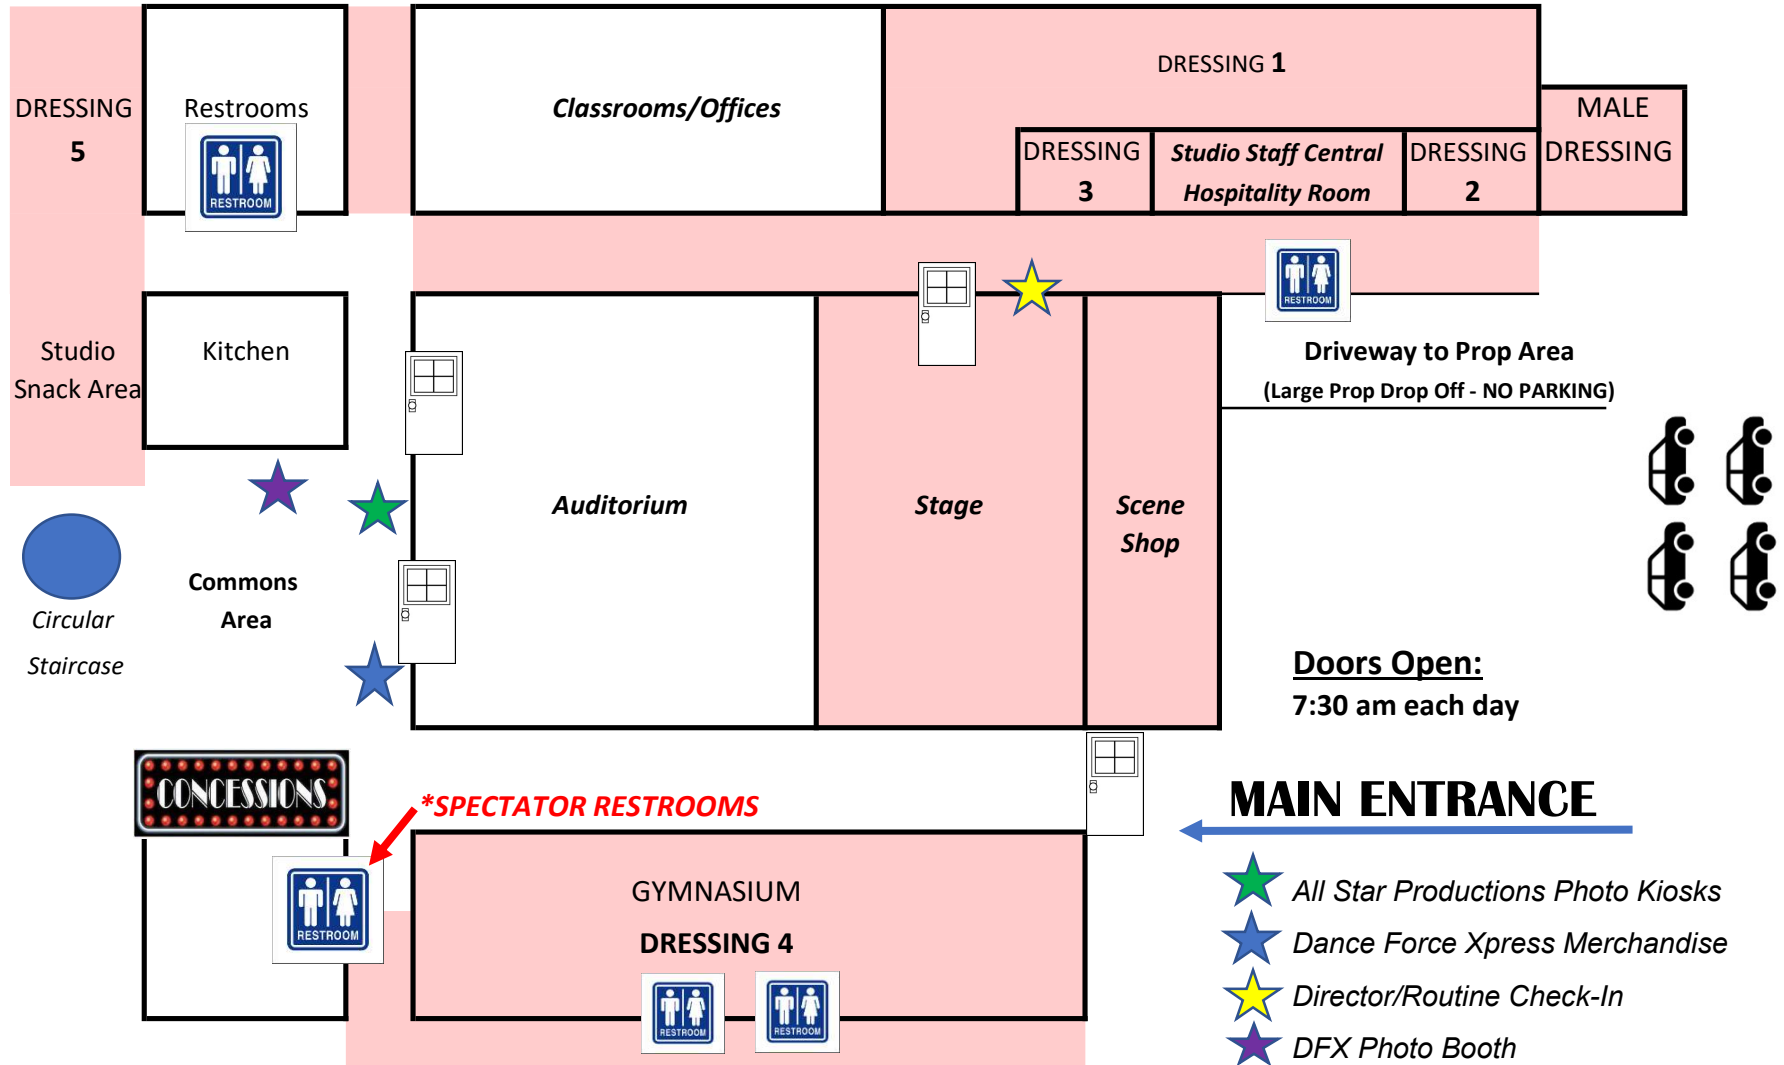 DRESSING 1
DRESSING
5
Restrooms
RESTROOM
Classrooms/Offices
MALE
DRESSING
DRESSING
3
Studio Staff Central
Hospitality Room
DRESSING
2
RESTROOM
Studio
Snack Area
Kitchen
Driveway to Prop Area
(Large Prop Drop Off - NO PARKING)
Auditorium
Stage
Scene
Shop
Commons
Area
Circular
Staircase
Doors Open:
7:30 am each day
CONCESSIONS
*SPECTATOR RESTROOMS
MAIN ENTRANCE
RESTROOM
GYMNASIUM
DRESSING 4
RESTROOM
RESTROOM
All Star Productions Photo Kiosks
Dance Force Xpress Merchandise
Director/Routine Check-In
DFX Photo Booth